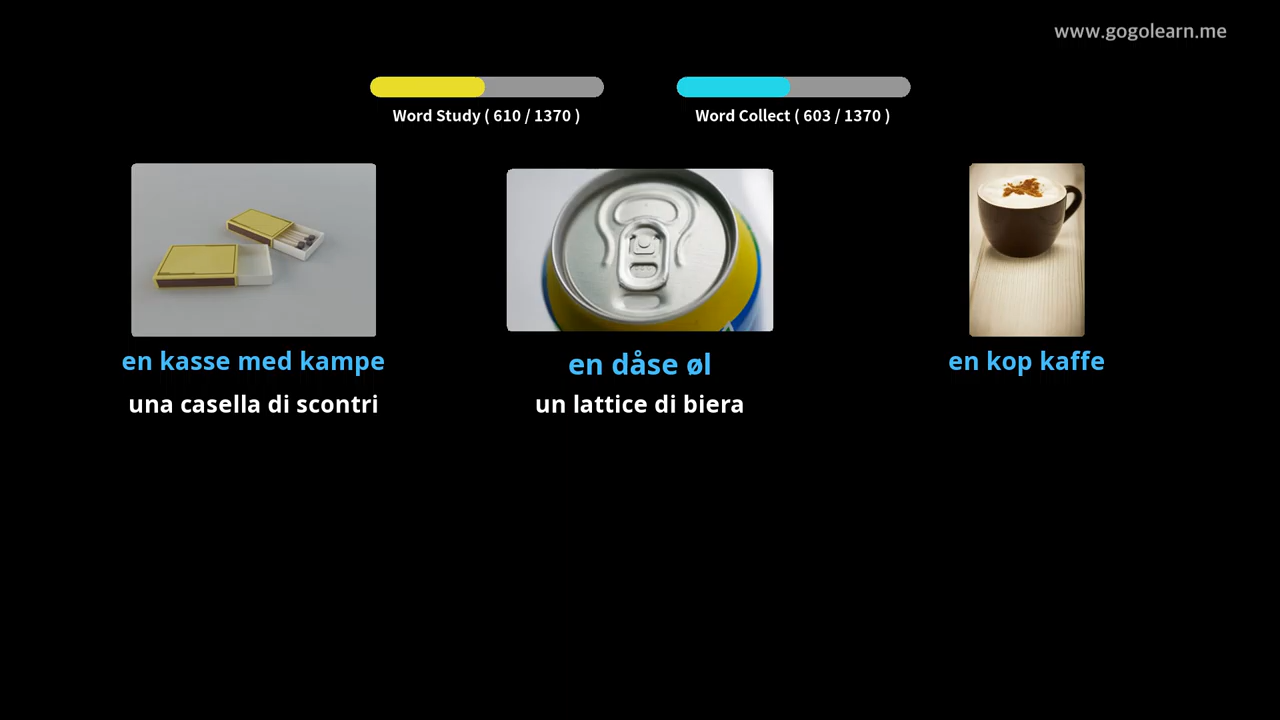 www.gogolearn.me
Word Study ( 610 / 1370 )
Word Collect ( 603 / 1370 )
en kasse med kampe
en dåse øl
en kop kaffe
una casella di scontri
un lattice di biera